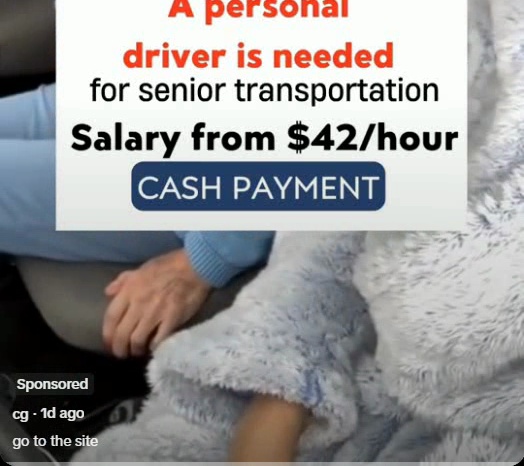 A personal
driver is needed
for senior transportation
Salary from $42/hour
CASH PAYMENT
Sponsored
cg · 1d ago
go to the site